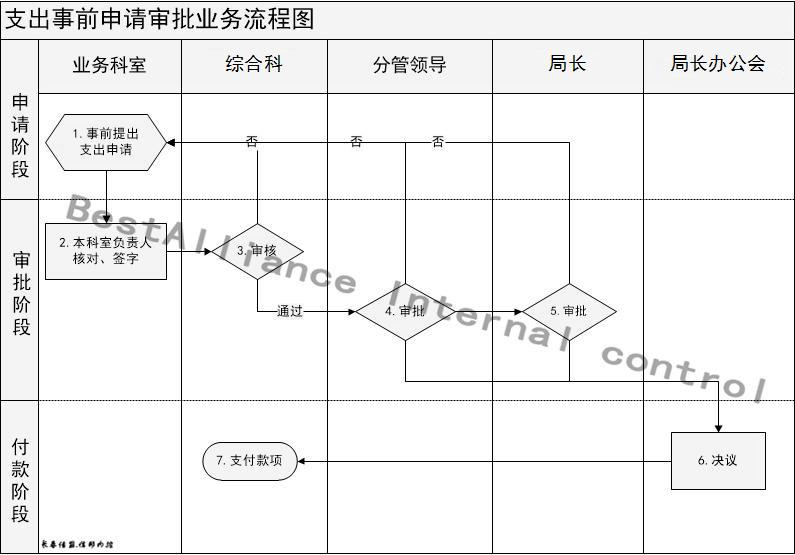 支出事前申请审批业务流程图
业务科室
综合科
分管领导
局长
局长办公会
申请阶段
1.事前提出
支出申请
否
否
否
审批阶段
2.本科室负责人
核对、签字
3.审核
通过
4.审批
5.审批
BestAlliance Internal control
付款阶段
7.支付款项
6.决议